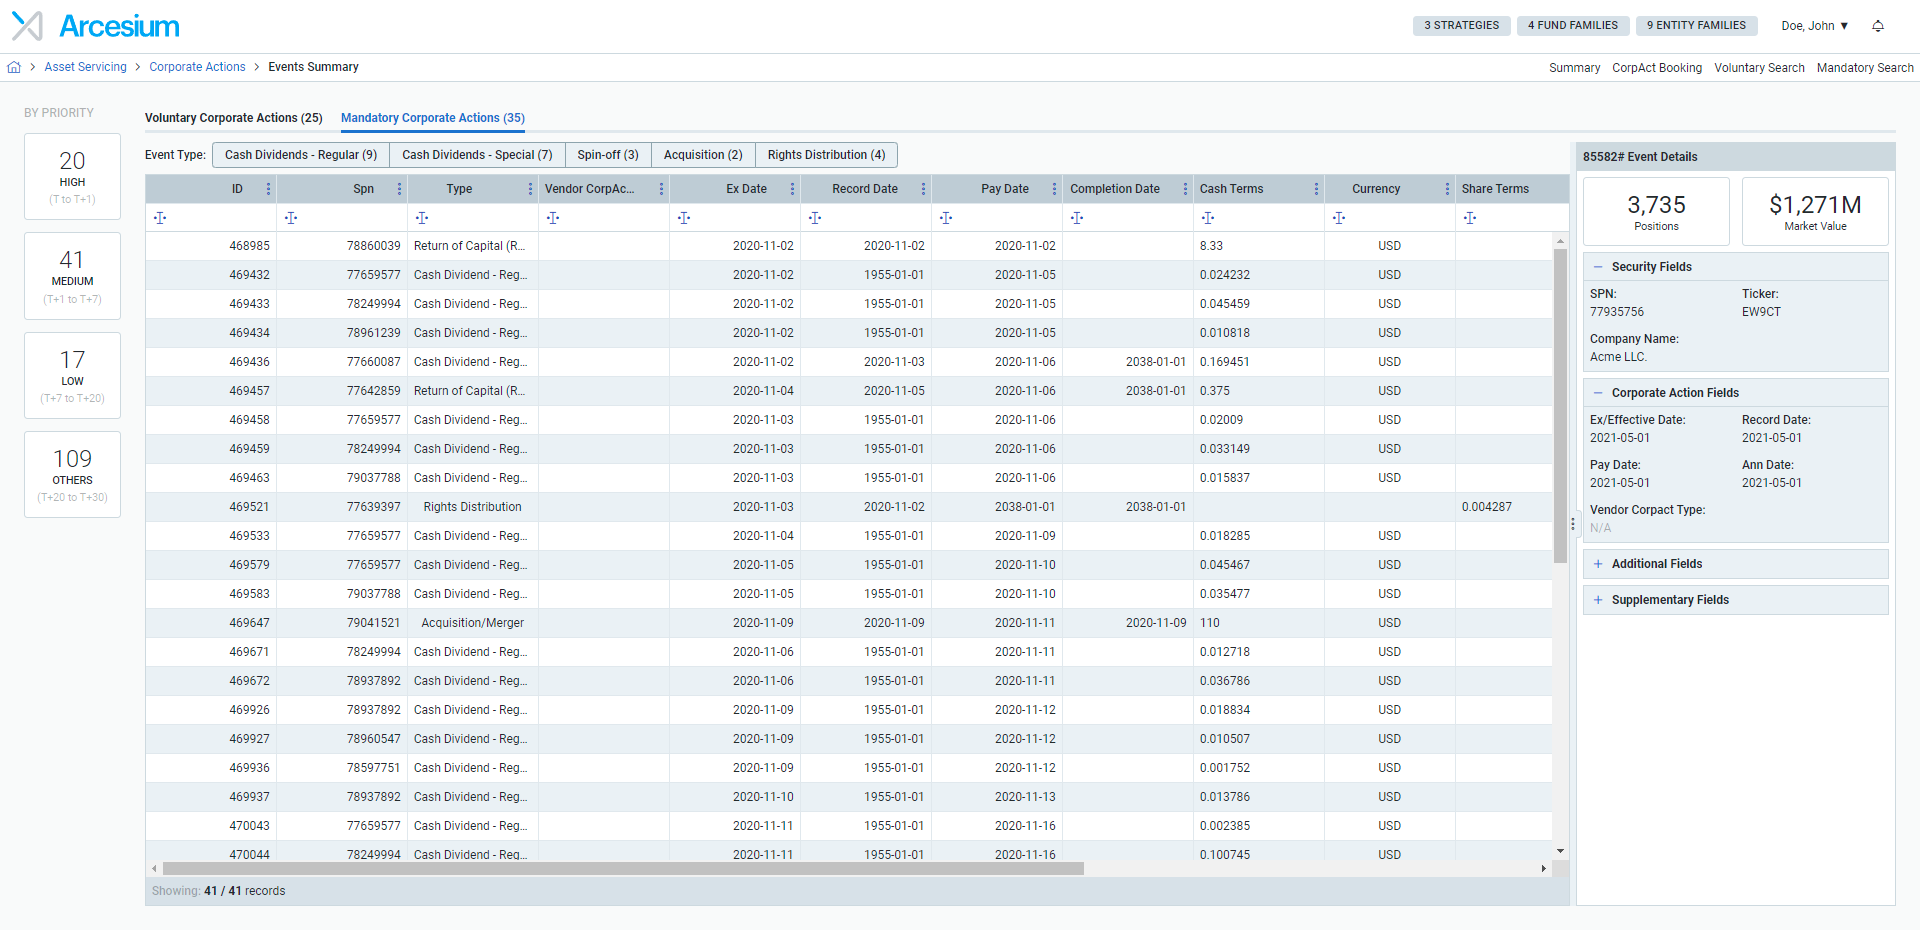 Arcesium
3 STRATEGIES 4 FUND FAMILIES 9 ENTITY FAMILIES Doe, John ▼
> Asset Servicing > Corporate Actions > Events Summary
Summary CorpAct Booking Voluntary Search Mandatory Search
BY PRIORITY
20
HIGH
(T to T+1)
41
MEDIUM
(T+1 to T+7)
17
LOW
(T+7 to T+20)
109
OTHERS
(T+20 to T+30)
Voluntary Corporate Actions (25) Mandatory Corporate Actions (35)
Event Type: Cash Dividends - Regular (9) Cash Dividends - Special (7) Spin-off (3) Acquisition (2) Rights Distribution (4)
ID Spn Type Vendor CorpAc... Ex Date Record Date Pay Date Completion Date Cash Terms Currency Share Terms
468985 78860039 Return of Capital (R... 2020-11-02 2020-11-02 2020-11-02 8.33 USD
469432 77659577 Cash Dividend - Reg... 2020-11-02 1955-01-01 2020-11-05 0.024232 USD
469433 78249994 Cash Dividend - Reg... 2020-11-02 1955-01-01 2020-11-05 0.045459 USD
469434 78961239 Cash Dividend - Reg... 2020-11-02 1955-01-01 2020-11-05 0.010818 USD
469436 77660087 Cash Dividend - Reg... 2020-11-02 2020-11-03 2020-11-06 2038-01-01 0.169451 USD
469457 77642859 Return of Capital (R... 2020-11-04 2020-11-05 2020-11-06 2038-01-01 0.375 USD
469458 77659577 Cash Dividend - Reg... 2020-11-03 1955-01-01 2020-11-06 0.02009 USD
469459 78249994 Cash Dividend - Reg... 2020-11-03 1955-01-01 2020-11-06 0.033149 USD
469463 79037788 Cash Dividend - Reg... 2020-11-03 1955-01-01 2020-11-06 0.015837 USD
469521 77639397 Rights Distribution 2020-11-03 2020-11-02 2038-01-01 2038-01-01 0.004287
469533 77659577 Cash Dividend - Reg... 2020-11-04 1955-01-01 2020-11-09 0.018285 USD
469579 77659577 Cash Dividend - Reg... 2020-11-05 1955-01-01 2020-11-10 0.045467 USD
469583 79037788 Cash Dividend - Reg... 2020-11-05 1955-01-01 2020-11-10 0.035477 USD
469647 79041521 Acquisition/Merger 2020-11-09 2020-11-09 2020-11-11 2020-11-09 110 USD
469671 78249994 Cash Dividend - Reg... 2020-11-06 1955-01-01 2020-11-11 0.012718 USD
469672 78937892 Cash Dividend - Reg... 2020-11-06 1955-01-01 2020-11-11 0.036786 USD
469926 78937892 Cash Dividend - Reg... 2020-11-09 1955-01-01 2020-11-12 0.018834 USD
469927 78960547 Cash Dividend - Reg... 2020-11-09 1955-01-01 2020-11-12 0.010507 USD
469936 78597751 Cash Dividend - Reg... 2020-11-09 1955-01-01 2020-11-12 0.001752 USD
469937 78937892 Cash Dividend - Reg... 2020-11-10 1955-01-01 2020-11-13 0.013786 USD
470043 77659577 Cash Dividend - Reg... 2020-11-11 1955-01-01 2020-11-16 0.002385 USD
470044 78249994 Cash Dividend - Reg... 2020-11-11 1955-01-01 2020-11-16 0.100745 USD
Showing: 41 / 41 records
85582# Event Details
3,735 $1,271M
Positions Market Value
− Security Fields
SPN: Ticker:
77935756 EW9CT
Company Name:
Acme LLC.
− Corporate Action Fields
Ex/Effective Date: Record Date:
2021-05-01 2021-05-01
Pay Date: Ann Date:
2021-05-01 2021-05-01
Vendor Corpact Type:
N/A
+ Additional Fields
+ Supplementary Fields